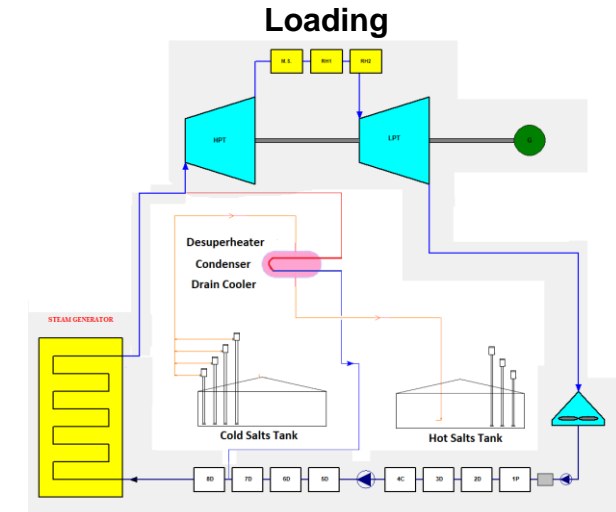 Loading
M.S. RH1 RH2
HPT
LPT
G
Desuperheater
Condenser
Drain Cooler
STEAM GENERATOR
Cold Salts Tank
Hot Salts Tank
8D 7D 6D 5D 4C 3D 2D 1P